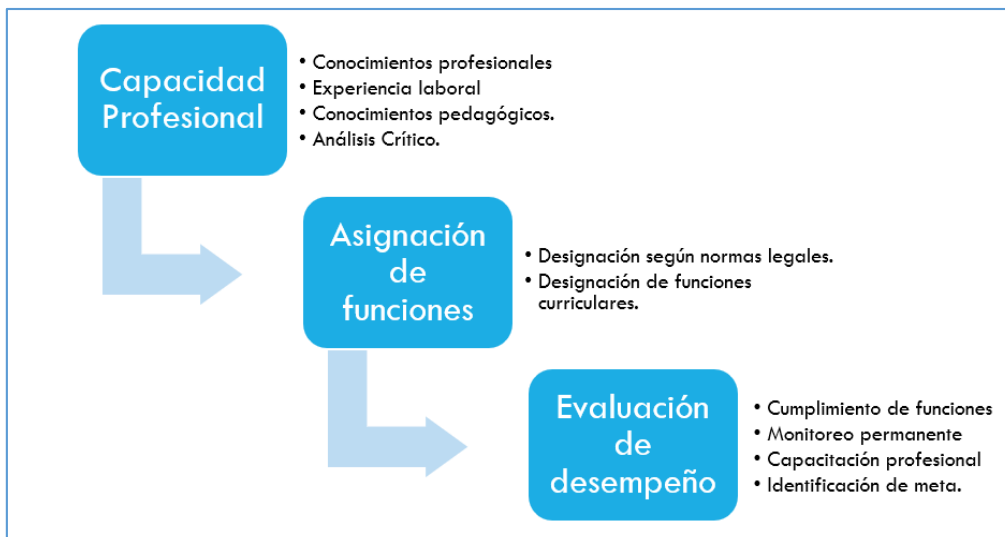 Capacidad
Profesional
• Conocimientos profesionales
• Experiencia laboral
• Conocimientos pedagógicos.
• Análisis Crítico.
Asignación
de
funciones
• Designación según normas legales.
• Designación de funciones
curriculares.
Evaluación
de
desempeño
• Cumplimiento de funciones
• Monitoreo permanente
• Capacitación profesional
• Identificación de meta.